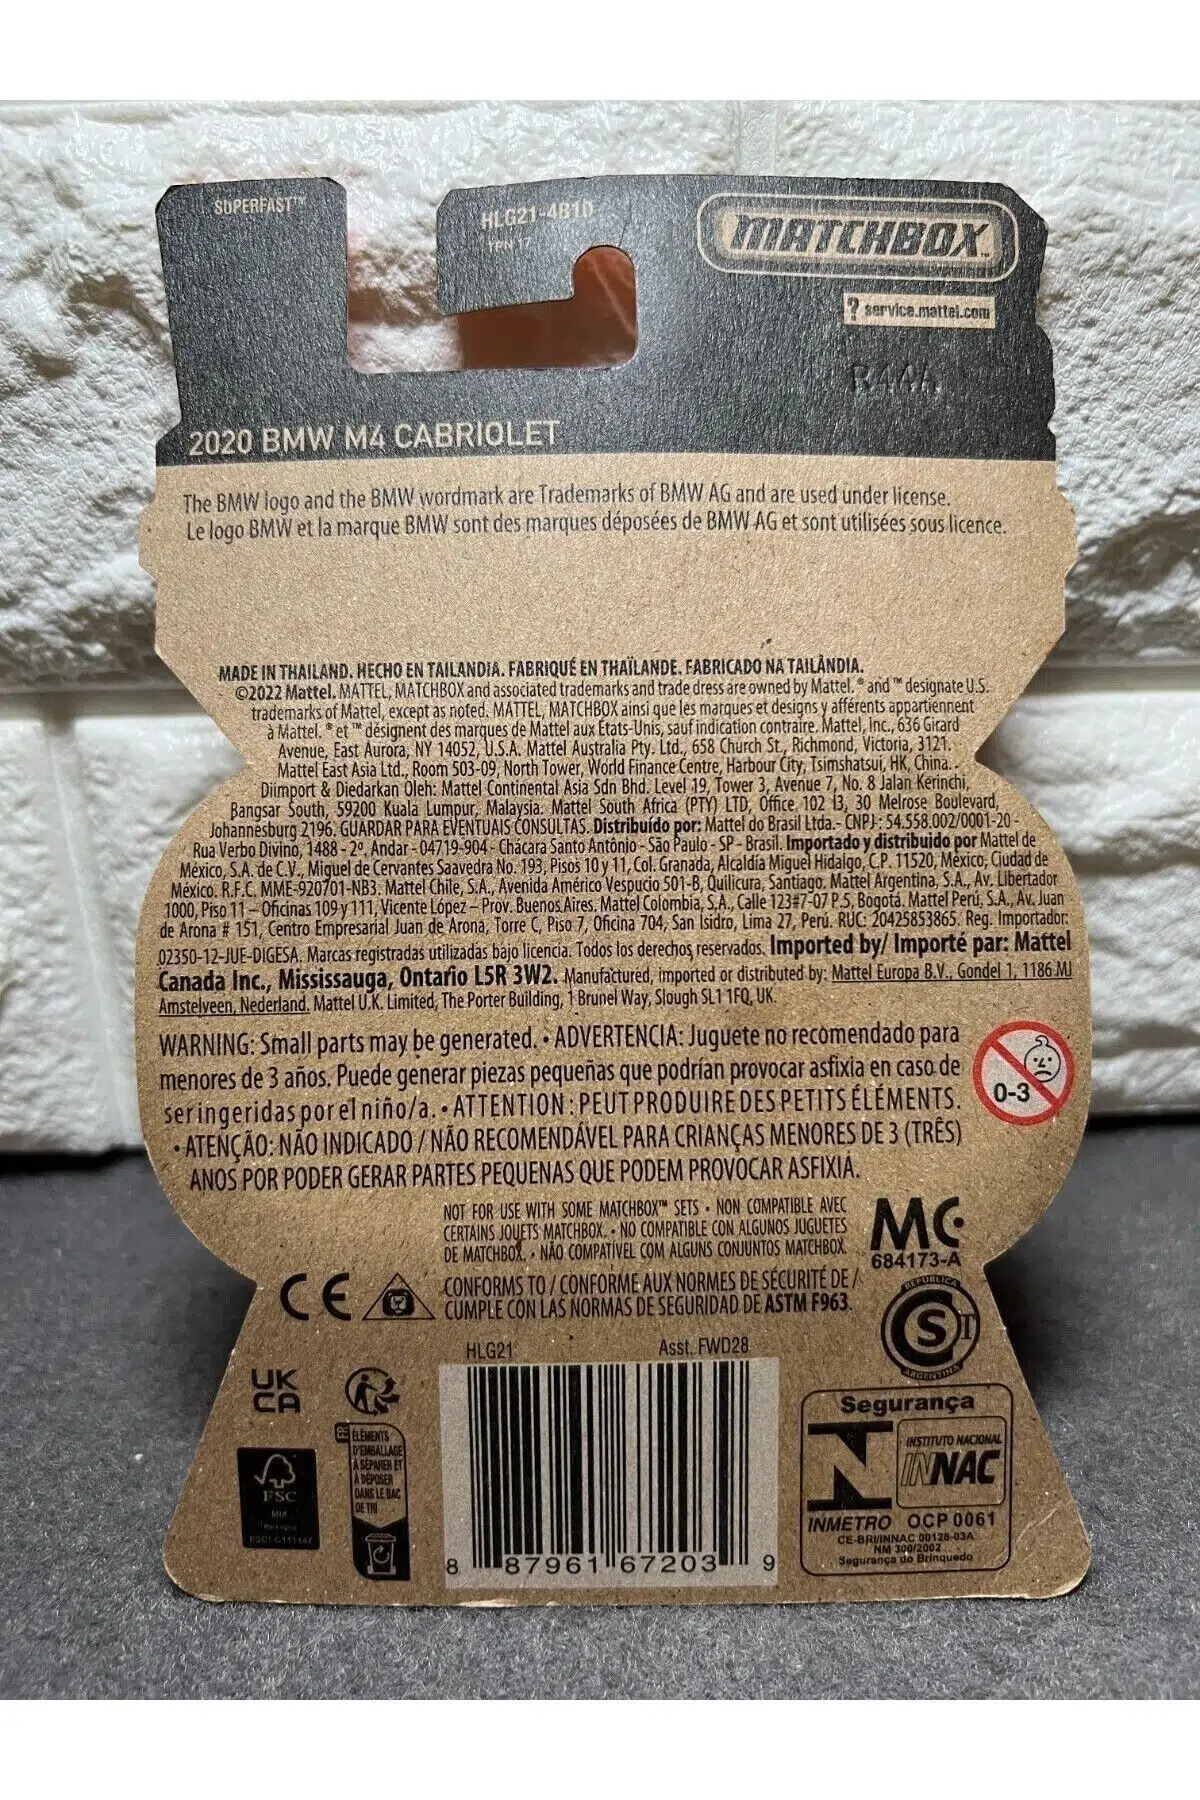 SUPERFAST™
HLG21-4B10
TPN 17
MATCHBOX™
? service.mattel.com
2020 BMW M4 CABRIOLET
The BMW logo and the BMW wordmark are Trademarks of BMW AG and are used under license.
Le logo BMW et la marque BMW sont des marques déposées de BMW AG et sont utilisées sous licence.
MADE IN THAILAND. HECHO EN TAILANDIA. FABRIQUÉ EN THAÏLANDE. FABRICADO NA TAILÂNDIA.
©2022 Mattel. MATTEL, MATCHBOX and associated trademarks and trade dress are owned by Mattel. ® and ™ designate U.S.
trademarks of Mattel, except as noted. MATTEL, MATCHBOX ainsi que les marques et designs y afférents appartiennent
à Mattel. ® et ™ désignent des marques de Mattel aux États-Unis, sauf indication contraire. Mattel, Inc., 636 Girard
Avenue, East Aurora, NY 14052, U.S.A. Mattel Australia Pty. Ltd., 658 Church St., Richmond, Victoria, 3121.
Mattel East Asia Ltd., Room 503-09, North Tower, World Finance Centre, Harbour City, Tsimshatsui, HK, China.
Diimport & Diedarkan Oleh: Mattel Continental Asia Sdn Bhd. Level 19, Tower 3, Avenue 7, No. 8 Jalan Kerinchi,
Bangsar South, 59200 Kuala Lumpur, Malaysia. Mattel South Africa (PTY) LTD, Office 102 I3, 30 Melrose Boulevard,
Johannesburg 2196. GUARDAR PARA EVENTUAIS CONSULTAS. Distribuído por: Mattel do Brasil Ltda.- CNPJ : 54.558.002/0001-20 -
Rua Verbo Divino, 1488 - 2º. Andar - 04719-904 - Chácara Santo Antônio - São Paulo - SP - Brasil. Importado y distribuido por Mattel de
México, S.A. de C.V., Miguel de Cervantes Saavedra No. 193, Pisos 10 y 11, Col. Granada, Alcaldía Miguel Hidalgo, C.P. 11520, México, Ciudad de
México. R.F.C. MME-920701-NB3. Mattel Chile, S.A., Avenida Américo Vespucio 501-B, Quilicura, Santiago. Mattel Argentina, S.A., Av. Libertador
1000, Piso 11 – Oficinas 109 y 111, Vicente López – Prov. Buenos Aires. Mattel Colombia, S.A., Calle 123#7-07 P.5, Bogotá. Mattel Perú, S.A., Av. Juan
de Arona # 151, Centro Empresarial Juan de Arona, Torre C, Piso 7, Oficina 704, San Isidro, Lima 27, Perú. RUC: 20425853865. Reg. Importador:
02350-12-JUE-DIGESA. Marcas registradas utilizadas bajo licencia. Todos los derechos reservados. Imported by/ Importé par: Mattel
Canada Inc., Mississauga, Ontario L5R 3W2. Manufactured, imported or distributed by: Mattel Europa B.V., Gondel 1, 1186 MJ
Amstelveen, Nederland. Mattel U.K. Limited, The Porter Building, 1 Brunel Way, Slough SL1 1FQ, UK.
WARNING: Small parts may be generated. • ADVERTENCIA: Juguete no recomendado para
menores de 3 años. Puede generar piezas pequeñas que podrían provocar asfixia en caso de
ser ingeridas por el niño/a. • ATTENTION : PEUT PRODUIRE DES PETITS ÉLÉMENTS.
• ATENÇÃO: NÃO INDICADO / NÃO RECOMENDÁVEL PARA CRIANÇAS MENORES DE 3 (TRÊS)
ANOS POR PODER GERAR PARTES PEQUENAS QUE PODEM PROVOCAR ASFIXIA.
0-3
NOT FOR USE WITH SOME MATCHBOX™ SETS • NON COMPATIBLE AVEC
CERTAINS JOUETS MATCHBOX. • NO COMPATIBLE CON ALGUNOS JUGUETES
DE MATCHBOX. • NÃO COMPATÍVEL COM ALGUNS CONJUNTOS MATCHBOX.
MC
684173-A
CE
CONFORMS TO / CONFORME AUX NORMES DE SÉCURITÉ DE /
CUMPLE CON LAS NORMAS DE SEGURIDAD DE ASTM F963.
REPUBLICA
S T
ARGENTINA
HLG21
Asst. FWD28
UK
CA
FR
ÉLÉMENTS
D'EMBALLAGE
À SÉPARER ET
À DÉPOSER
DANS LE BAC
DE TRI
FSC
MIX
8 87961 67203 9
Segurança
INMETRO
INSTITUTO NACIONAL
INNAC
OCP 0061
CE-BRI/INNAC 00128-03A
NM 300/2002
Segurança do Brinquedo